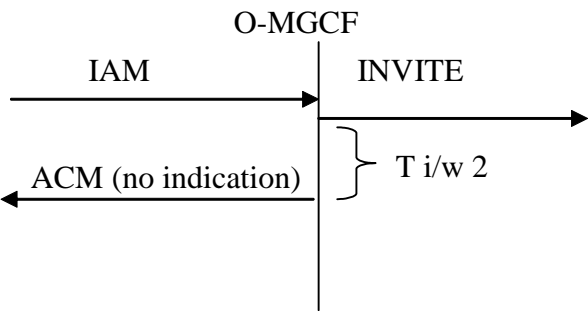 O-MGCF
IAM
INVITE
T i/w 2
ACM (no indication)